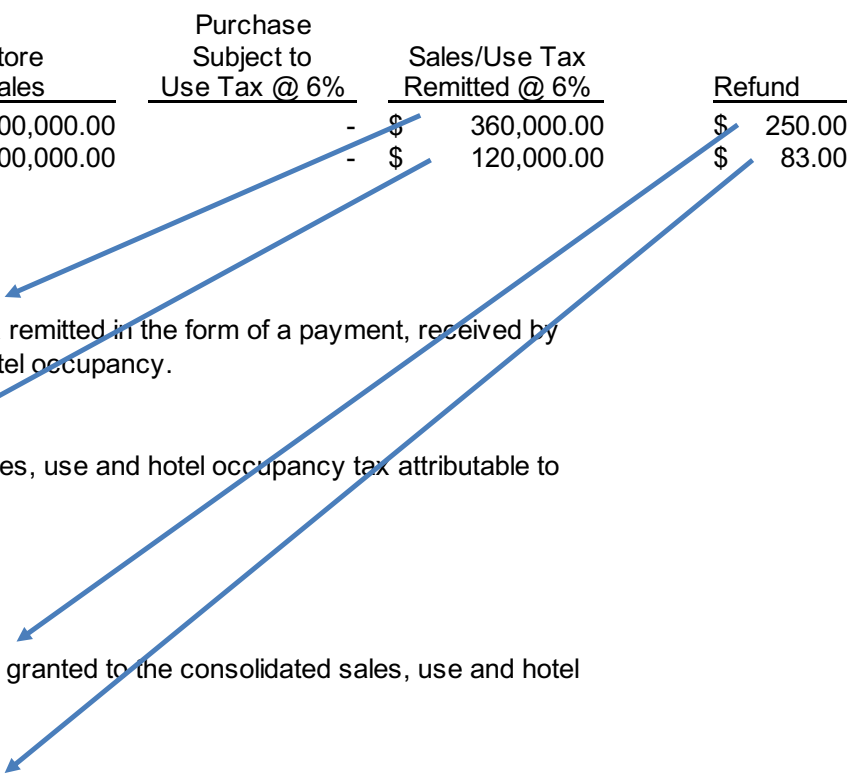 Purchase
tore Subject to Sales/Use Tax
ales Use Tax @ 6% Remitted @ 6% Refund
00,000.00 - $ 360,000.00 $ 250.00
00,000.00 - $ 120,000.00 $ 83.00
remitted in the form of a payment, received by
tel occupancy.
es, use and hotel occupancy tax attributable to
granted to the consolidated sales, use and hotel